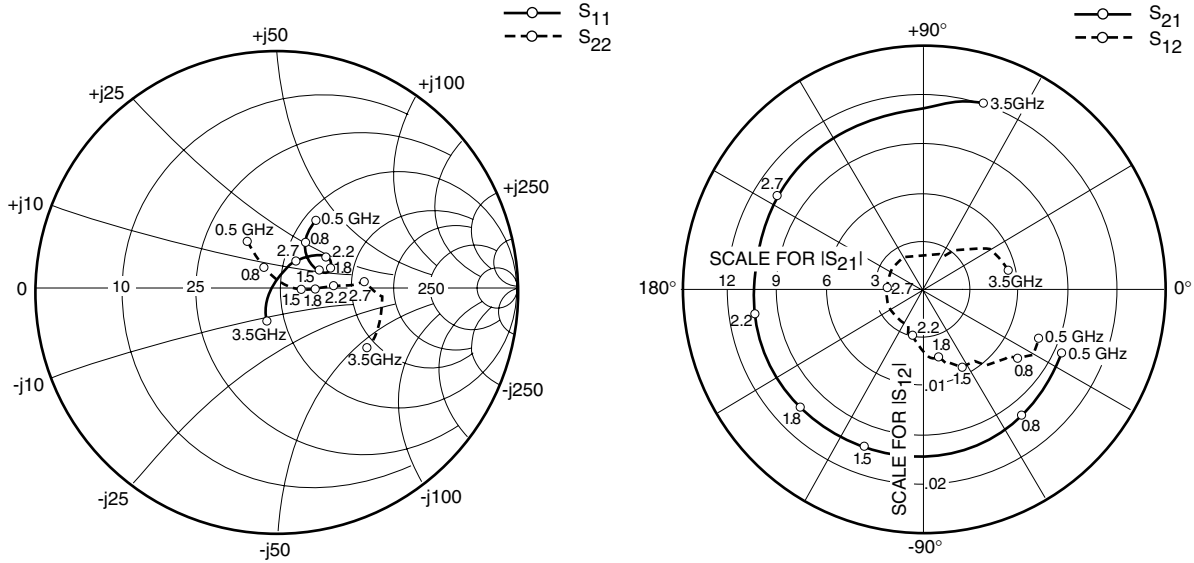 S11
S22
+j50
+j25
+j100
+j10
+j250
0.5 GHz
0.5 GHz
0.8
2.7
2.2
0.8
1.5
1.8
0
10
25
250
1.5
1.8
2.2
2.7
3.5GHz
3.5GHz
-j10
-j250
-j25
-j100
-j50
S21
S12
+90°
3.5GHz
2.7
SCALE FOR |S21|
12
9
6
3
2.7
3.5GHz
180°
0°
2.2
2.2
1.8
0.5 GHz
0.5 GHz
1.5
0.8
.01
SCALE FOR |S12|
1.8
0.8
1.5
.02
-90°